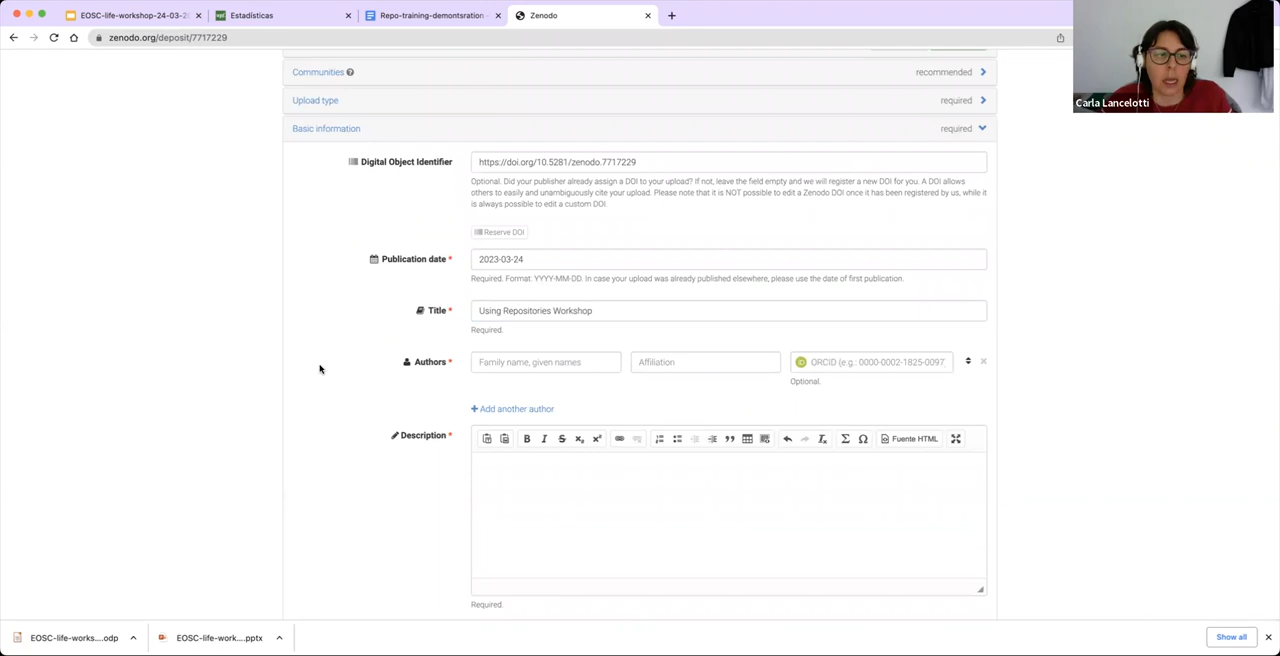 EOSC-life-workshop-24-03-2
Estadísticas
Repo-training-demontsration
Zenodo
zenodo.org/deposit/7717229
Carla Lancelotti
Communities
recommended
Upload type
required
Basic information
required
Digital Object Identifier
https://doi.org/10.5281/zenodo.7717229
Optional. Did your publisher already assign a DOI to your upload? If not, leave the field empty and we will register a new DOI for you. A DOI allows
others to easily and unambiguously cite your upload. Please note that it is NOT possible to edit a Zenodo DOI once it has been registered by us, while it
is always possible to edit a custom DOI.
Reserve DOI
Publication date *
2023-03-24
Required. Format: YYYY-MM-DD. In case your upload was already published elsewhere, please use the date of first publication.
Title *
Using Repositories Workshop
Required.
Authors *
Family name, given names
Affiliation
ORCID (e.g.: 0000-0002-1825-0097)
Optional.
+ Add another author
Description *
B I S x₂ x² Σ Ω Fuente HTML
Required.
EOSC-life-works....odp
EOSC-life-work....pptx
Show all